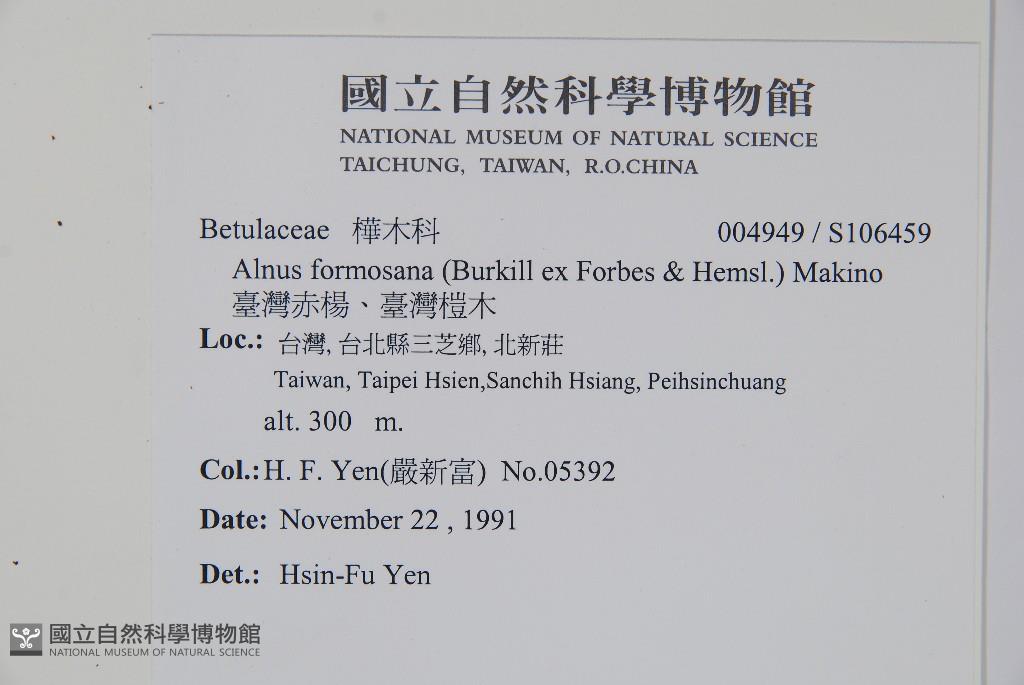 國立自然科學博物館
NATIONAL MUSEUM OF NATURAL SCIENCE
TAICHUNG, TAIWAN, R.O.CHINA
Betulaceae 樺木科 004949 / S106459
Alnus formosana (Burkill ex Forbes & Hemsl.) Makino
臺灣赤楊、臺灣榿木
Loc.: 台灣, 台北縣三芝鄉, 北新莊
Taiwan, Taipei Hsien,Sanchih Hsiang, Peihsinchuang
alt. 300 m.
Col.:H. F. Yen(嚴新富) No.05392
Date: November 22 , 1991
Det.: Hsin-Fu Yen
國立自然科學博物館
NATIONAL MUSEUM OF NATURAL SCIENCE